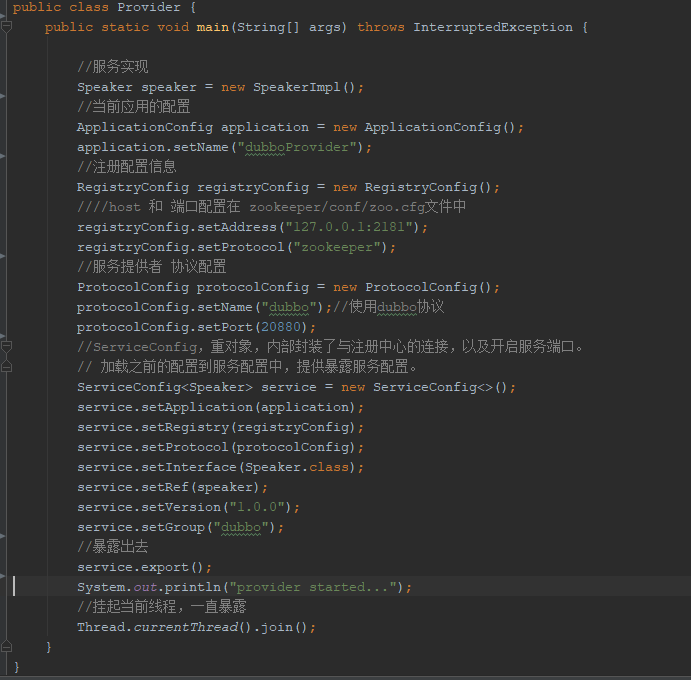 public class Provider {
public static void main(String[] args) throws InterruptedException {
//服务实现
Speaker speaker = new SpeakerImpl();
//当前应用的配置
ApplicationConfig application = new ApplicationConfig();
application.setName("dubboProvider");
//注册配置信息
RegistryConfig registryConfig = new RegistryConfig();
////host 和 端口配置在 zookeeper/conf/zoo.cfg文件中
registryConfig.setAddress("127.0.0.1:2181");
registryConfig.setProtocol("zookeeper");
//服务提供者 协议配置
ProtocolConfig protocolConfig = new ProtocolConfig();
protocolConfig.setName("dubbo");//使用dubbo协议
protocolConfig.setPort(20880);
//ServiceConfig，重对象，内部封装了与注册中心的连接，以及开启服务端口。
// 加载之前的配置到服务配置中，提供暴露服务配置。
ServiceConfig<Speaker> service = new ServiceConfig<>();
service.setApplication(application);
service.setRegistry(registryConfig);
service.setProtocol(protocolConfig);
service.setInterface(Speaker.class);
service.setRef(speaker);
service.setVersion("1.0.0");
service.setGroup("dubbo");
//暴露出去
service.export();
System.out.println("provider started...");
//挂起当前线程，一直暴露
Thread.currentThread().join();
}
}